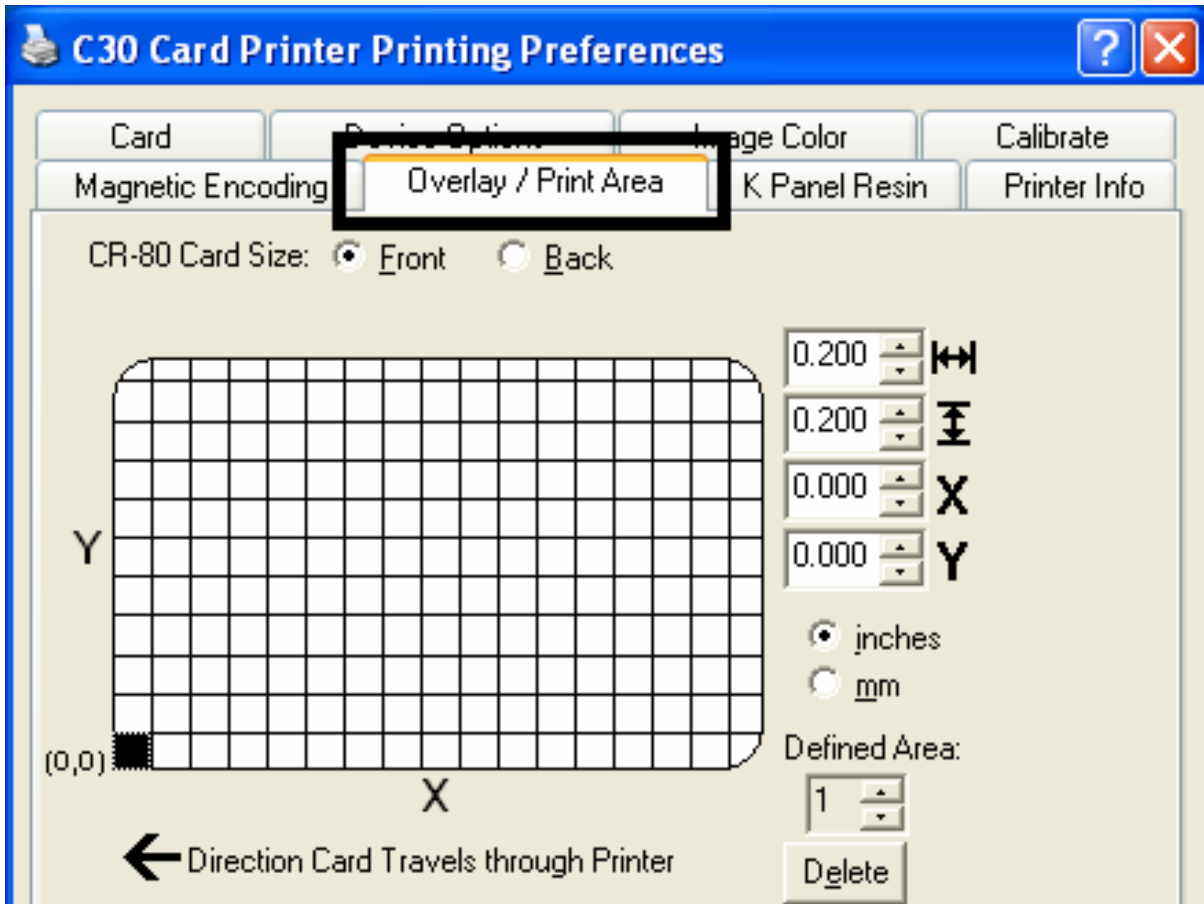 C30 Card Printer Printing Preferences
Card Device Options Image Color Calibrate
Magnetic Encoding Overlay / Print Area K Panel Resin Printer Info
CR-80 Card Size: Front Back
0.200
0.200
0.000 X
0.000 Y
Y
inches
mm
(0,0)
X
Defined Area:
1
Direction Card Travels through Printer
Delete